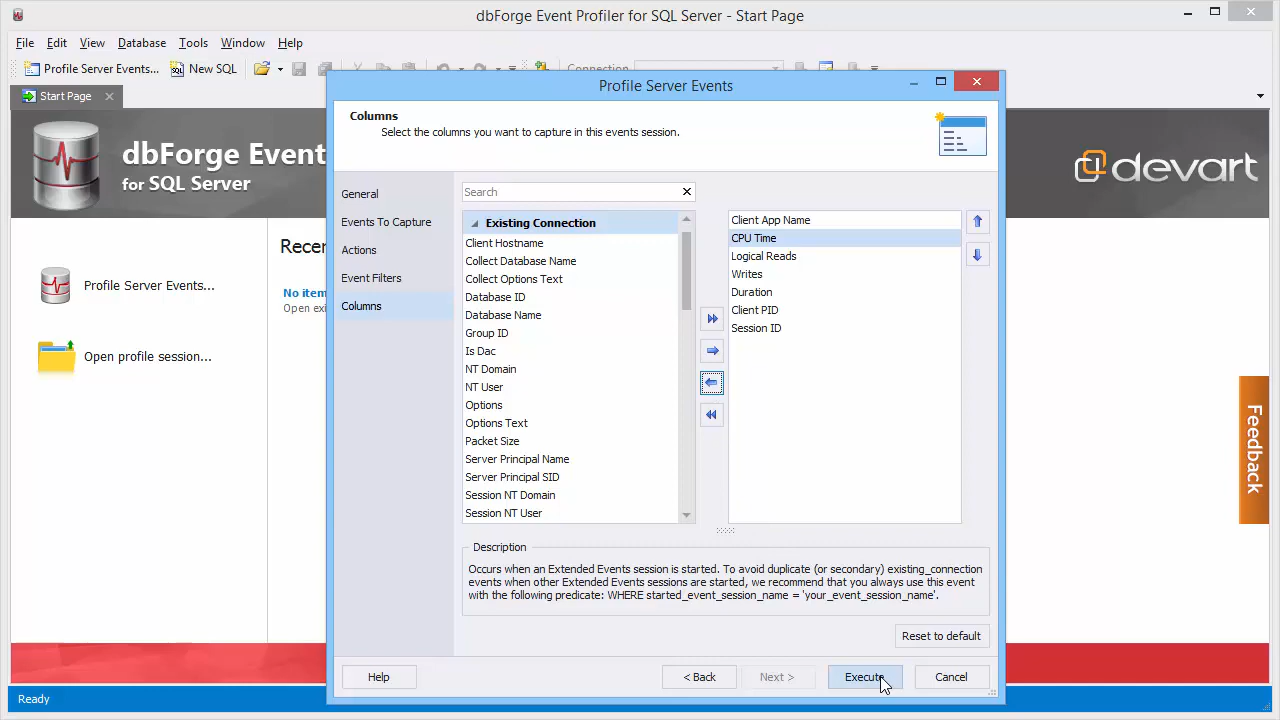 dbForge Event Profiler for SQL Server - Start Page
File Edit View Database Tools Window Help
Profile Server Events... New SQL Connection
Start Page
dbForge Event
for SQL Server
devart
Profile Server Events...
Open profile session...
Recen
No item
Open exi
Profile Server Events
Columns
Select the columns you want to capture in this events session.
General
Events To Capture
Actions
Event Filters
Columns
Search
Existing Connection
Client Hostname
Collect Database Name
Collect Options Text
Database ID
Database Name
Group ID
Is Dac
NT Domain
NT User
Options
Options Text
Packet Size
Server Principal Name
Server Principal SID
Session NT Domain
Session NT User
Client App Name
CPU Time
Logical Reads
Writes
Duration
Client PID
Session ID
Description
Occurs when an Extended Events session is started. To avoid duplicate (or secondary) existing_connection
events when other Extended Events sessions are started, we recommend that you always use this event
with the following predicate: WHERE started_event_session_name = 'your_event_session_name'.
Reset to default
Help < Back Next > Execute Cancel
Feedback
Ready